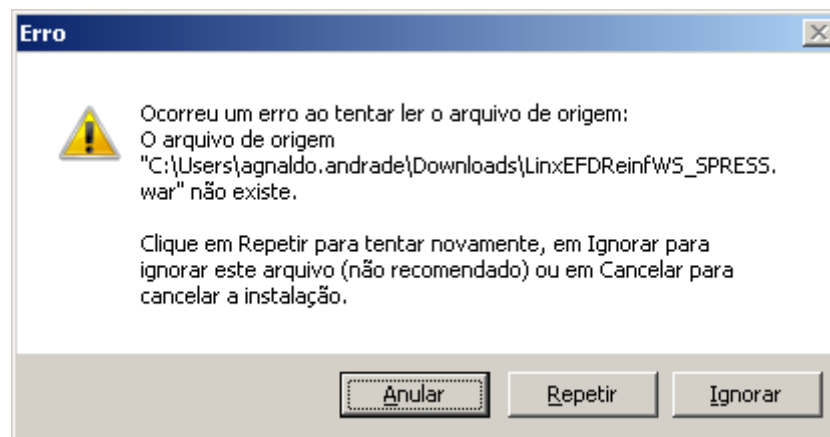 Erro
Ocorreu um erro ao tentar ler o arquivo de origem:
O arquivo de origem
"C:\Users\agnaldo.andrade\Downloads\LinxEFDReinfWS_SPRESS.
war" não existe.
Clique em Repetir para tentar novamente, em Ignorar para
ignorar este arquivo (não recomendado) ou em Cancelar para
cancelar a instalação.
Anular Repetir Ignorar